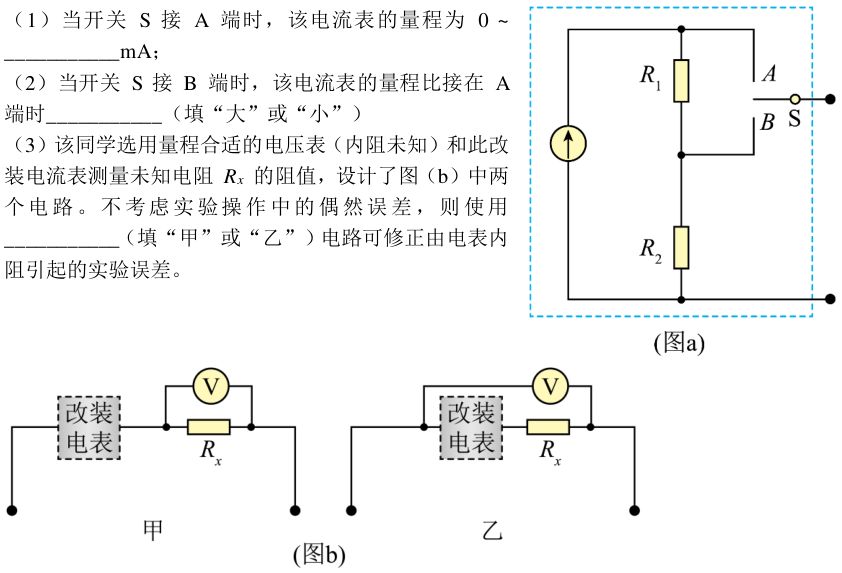 （1）当开关 S 接 A 端时，该电流表的量程为 0 ~
___________mA；
（2）当开关 S 接 B 端时，该电流表的量程比接在 A
端时___________（填“大”或“小”）
（3）该同学选用量程合适的电压表（内阻未知）和此改
装电流表测量未知电阻 Rx 的阻值，设计了图（b）中两
个电路。不考虑实验操作中的偶然误差，则使用
___________（填“甲”或“乙”）电路可修正由电表内
阻引起的实验误差。
R1
A
B
S
R2
(图a)
V
改装
电表
Rx
甲
V
改装
电表
Rx
乙
(图b)